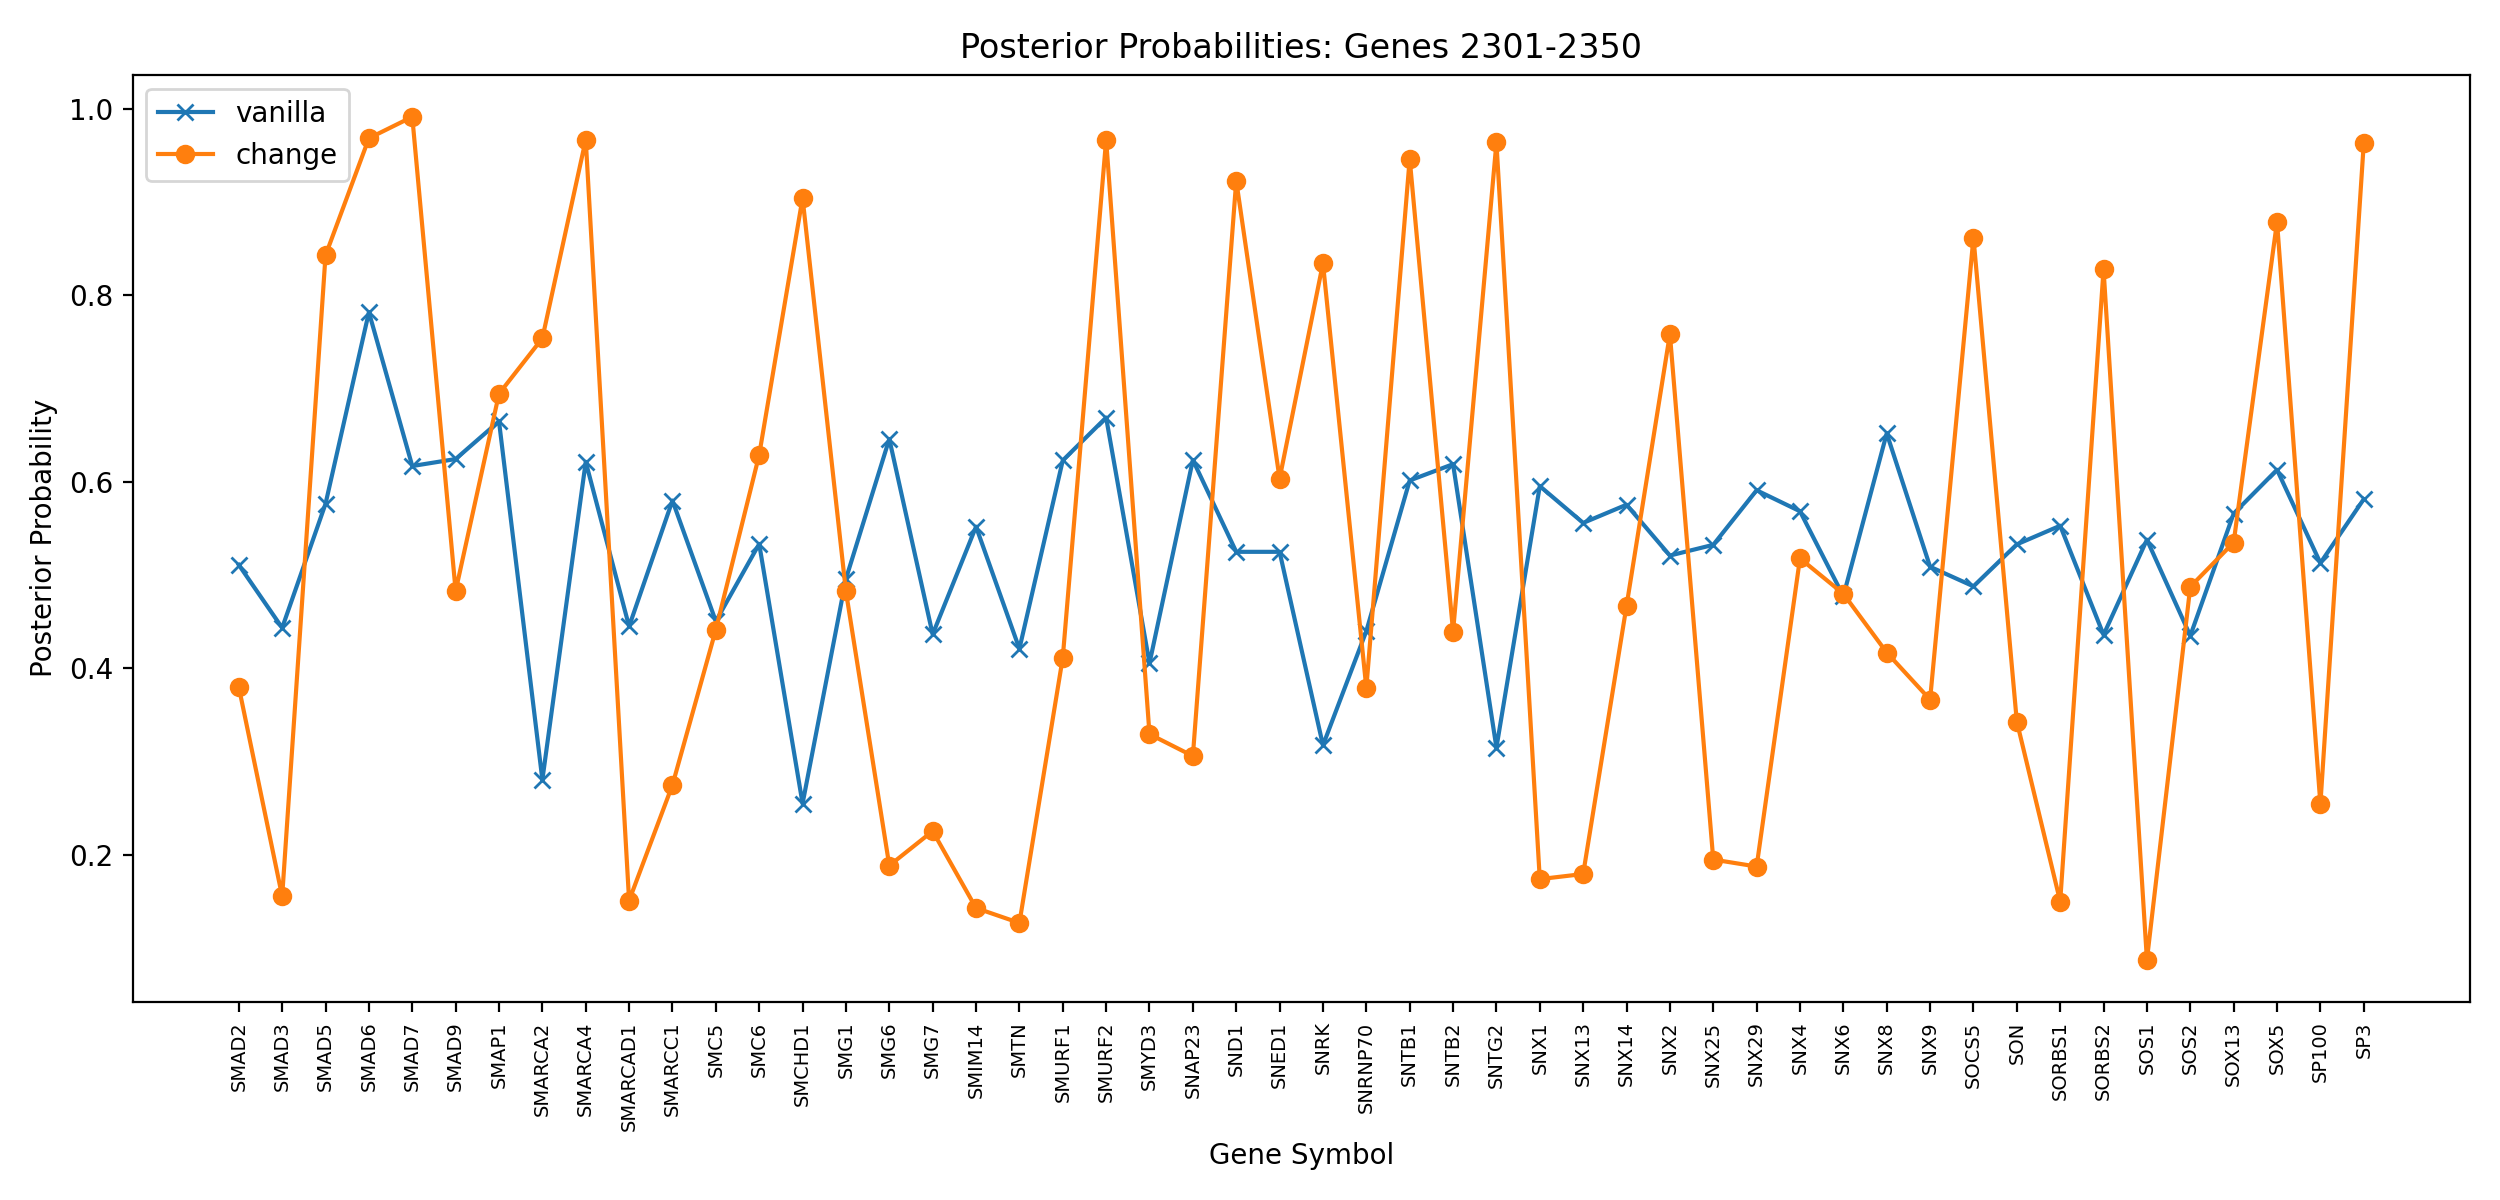 Posterior Probabilities: Genes 2301-2350
vanilla
change
Posterior Probability
1.0
0.8
0.6
0.4
0.2
SMAD2
SMAD3
SMAD5
SMAD6
SMAD7
SMAD9
SMAP1
SMARCA2
SMARCA4
SMARCAD1
SMARCC1
SMC5
SMC6
SMCHD1
SMG1
SMG6
SMG7
SMIM14
SMTN
SMURF1
SMURF2
SMYD3
SNAP23
SND1
SNED1
SNRK
SNRNP70
SNTB1
SNTB2
SNTG2
SNX1
SNX13
SNX14
SNX2
SNX25
SNX29
SNX4
SNX6
SNX8
SNX9
SOCS5
SON
SORBS1
SORBS2
SOS1
SOS2
SOX13
SOX5
SP100
SP3
Gene Symbol